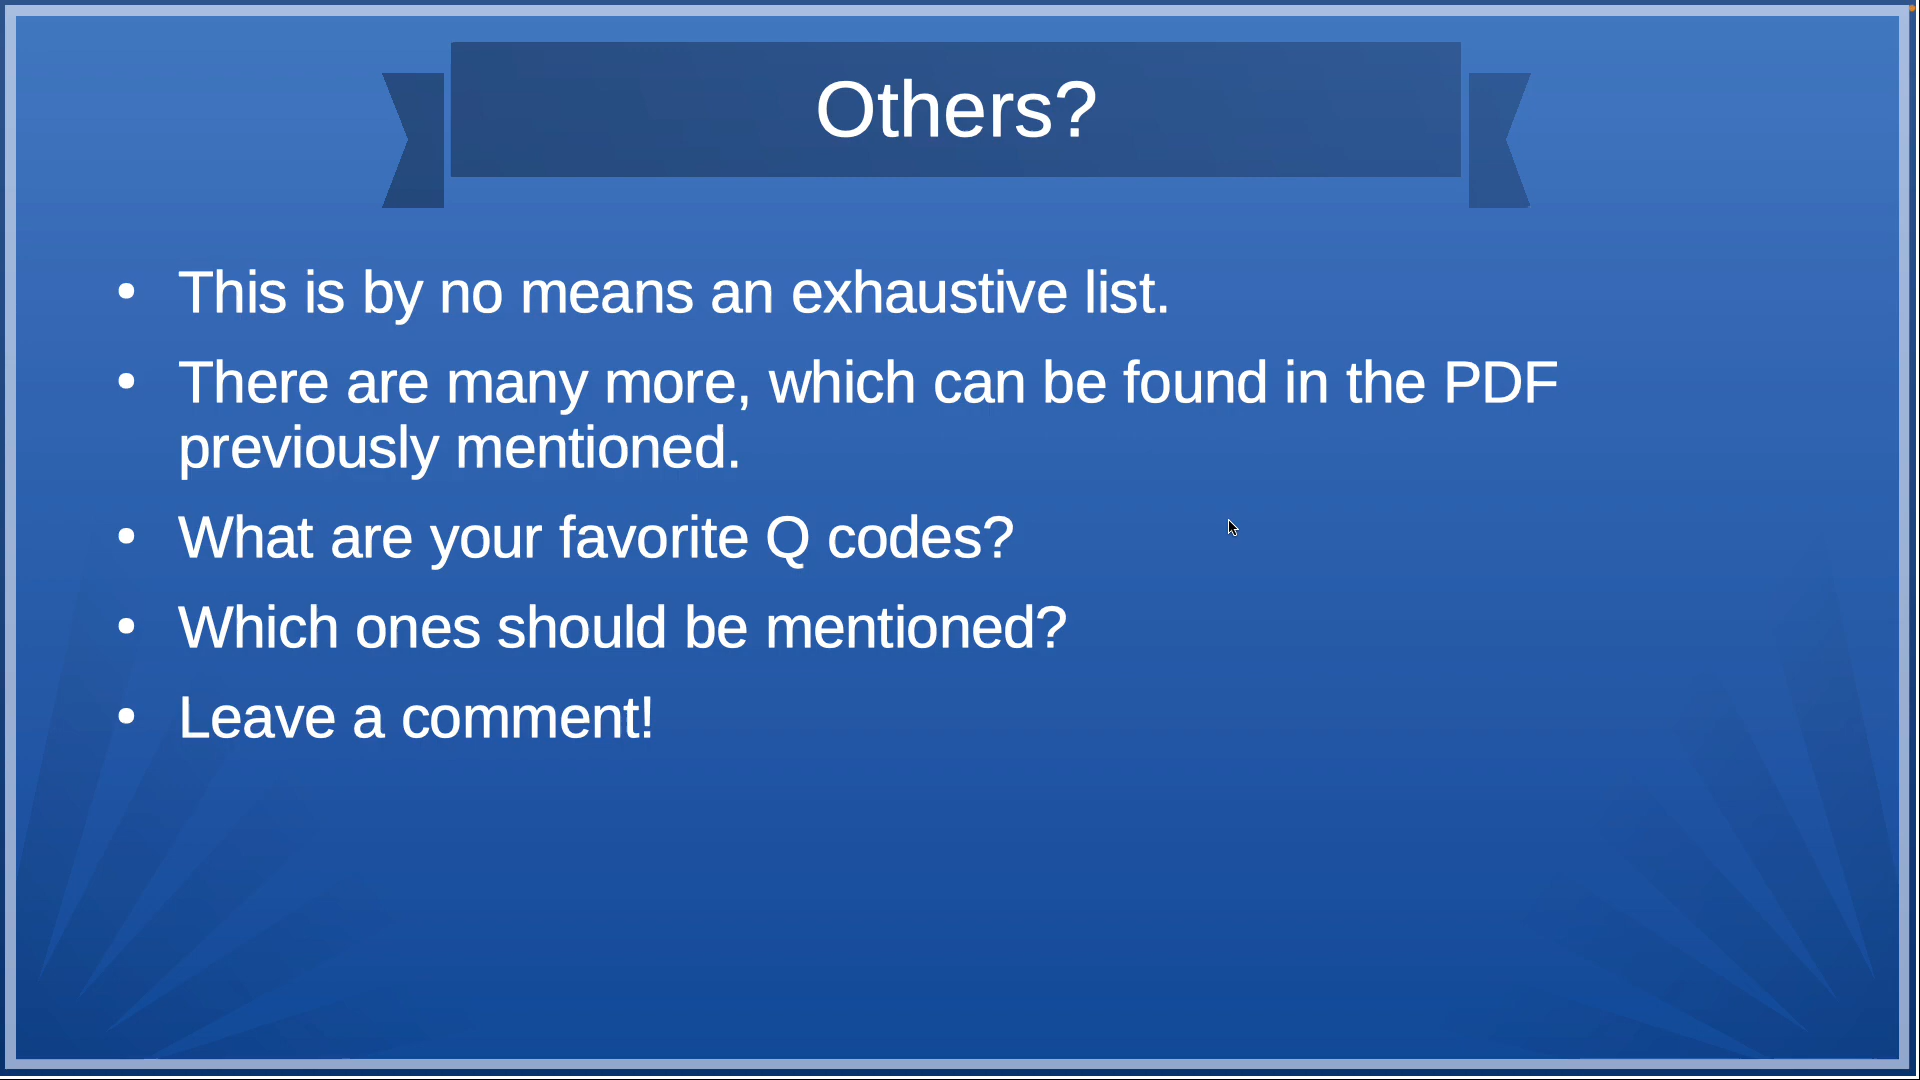 Others?
• This is by no means an exhaustive list.
• There are many more, which can be found in the PDF
previously mentioned.
• What are your favorite Q codes?
• Which ones should be mentioned?
• Leave a comment!